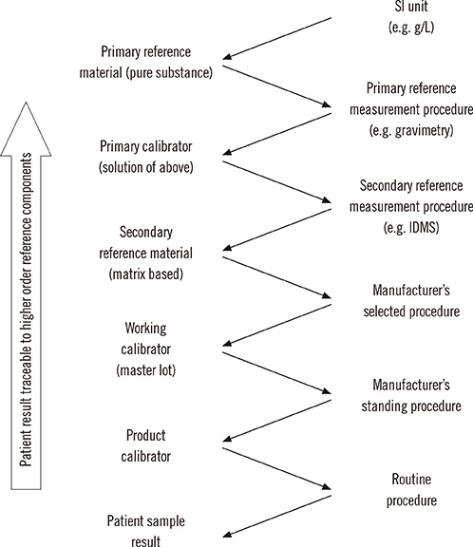 SI unit
(e.g. g/L)
Primary reference
material (pure substance)
Primary reference
measurement procedure
(e.g. gravimetry)
Primary calibrator
(solution of above)
Secondary reference
measurement procedure
(e.g. IDMS)
Secondary
reference material
(matrix based)
Manufacturer's
selected procedure
Working
calibrator
(master lot)
Manufacturer's
standing procedure
Product
calibrator
Routine
procedure
Patient sample
result
Patient result traceable to higher order reference components